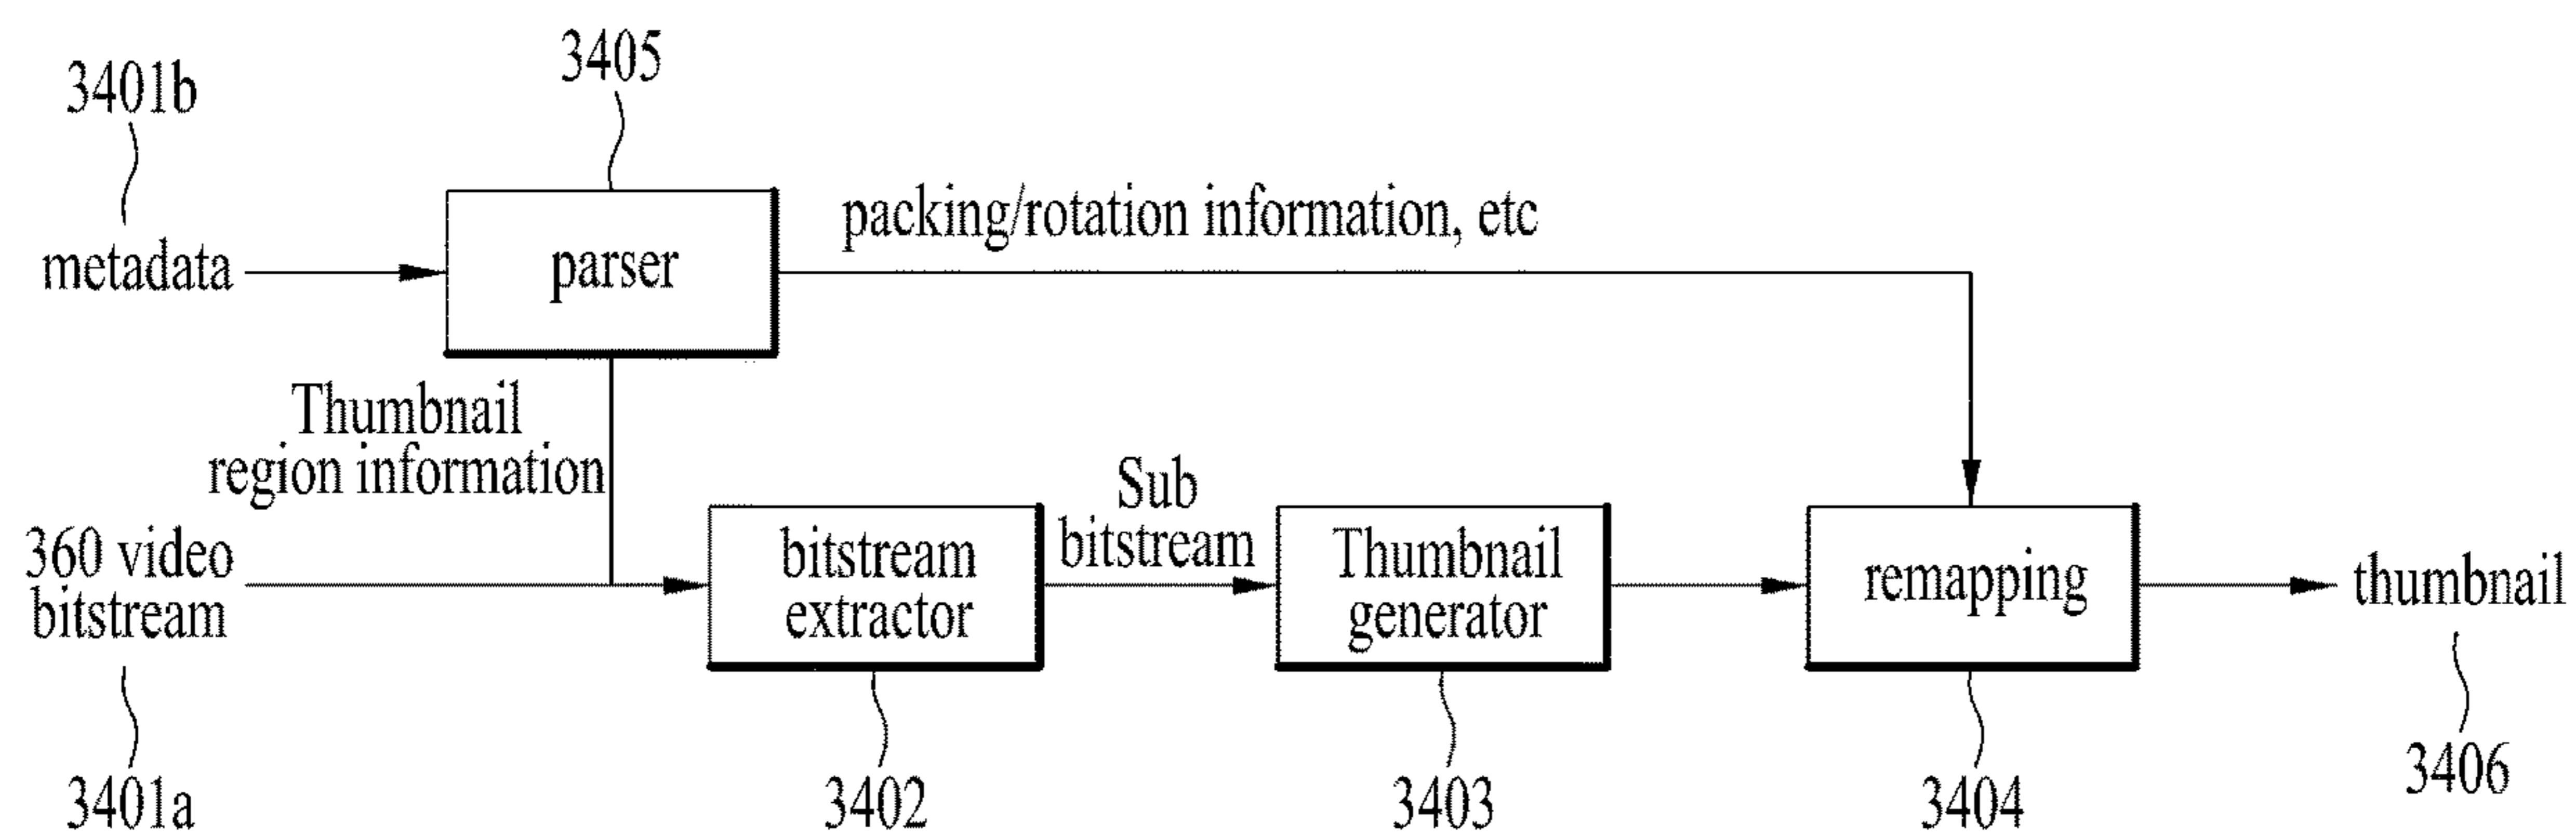 3405
3401b
metadata
parser
packing/rotation information, etc
Thumbnail
region information
360 video
bitstream
bitstream
extractor
Sub
bitstream
Thumbnail
generator
remapping
thumbnail
3401a
3402
3403
3404
3406